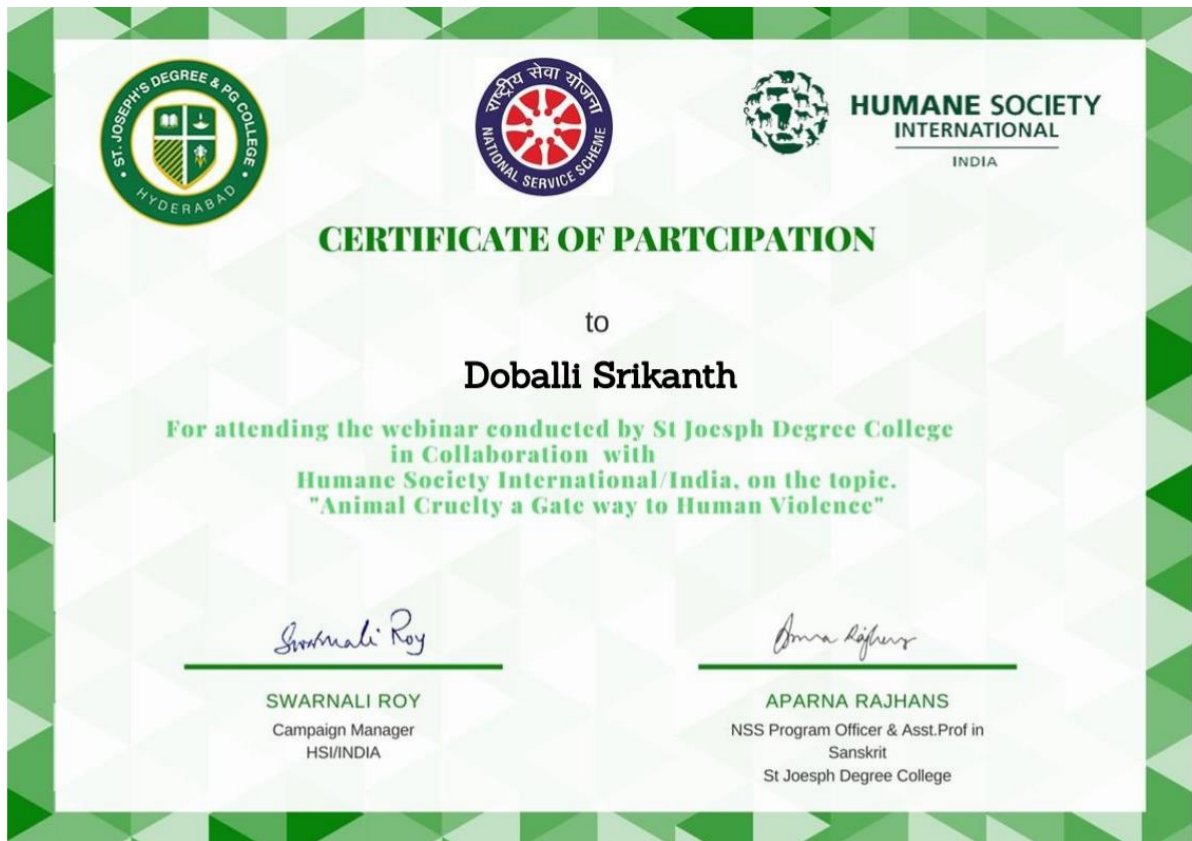 ST. JOSEPH'S DEGREE & PG COLLEGE
HYDERABAD
राष्ट्रीय सेवा योजना
NATIONAL SERVICE SCHEME
HUMANE SOCIETY
INTERNATIONAL
INDIA
CERTIFICATE OF PARTCIPATION
to
Doballi Srikanth
For attending the webinar conducted by St Joesph Degree College
in Collaboration with
Humane Society International/India, on the topic.
"Animal Cruelty a Gate way to Human Violence"
Swarnali Roy
SWARNALI ROY
Campaign Manager
HSI/INDIA
APARNA RAJHANS
NSS Program Officer & Asst.Prof in
Sanskrit
St Joesph Degree College